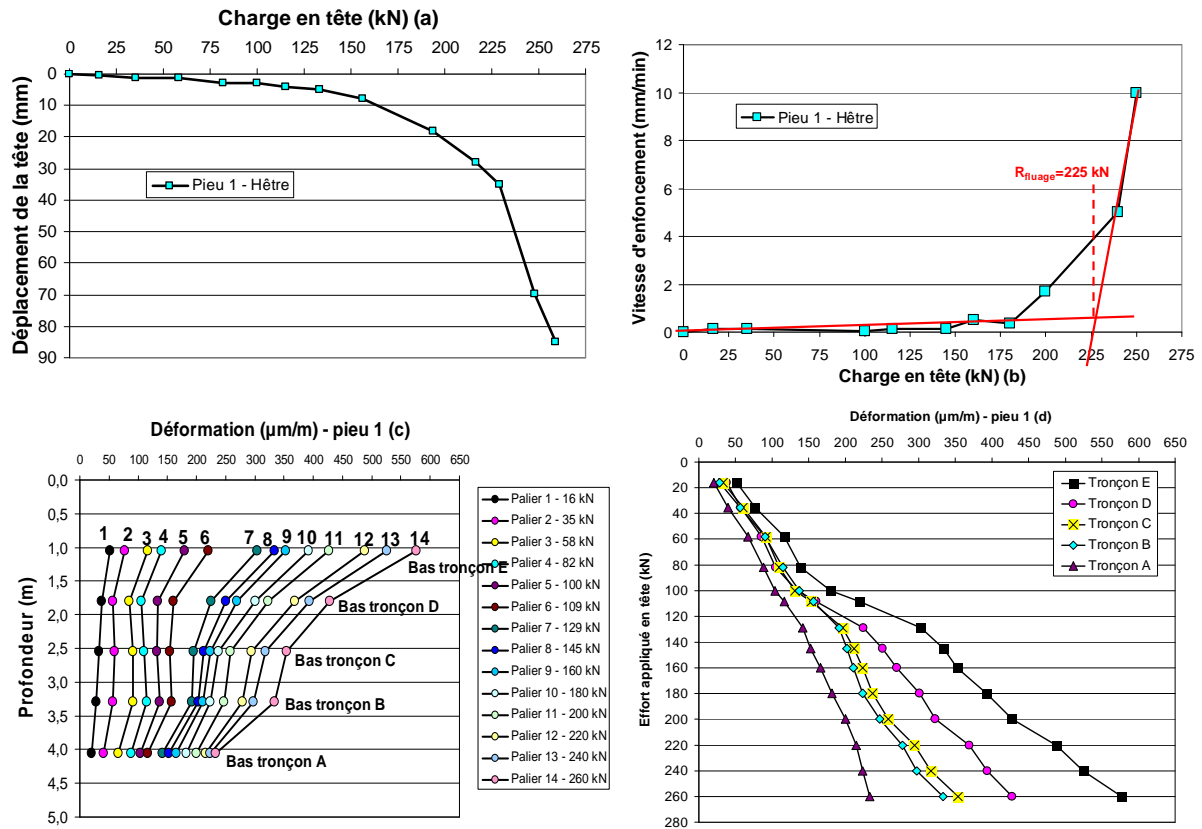 Charge en tête (kN) (a)
0 25 50 75 100 125 150 175 200 225 250 275
0
10
20
30
40
50
60
70
80
90
Déplacement de la tête (mm)
Pieu 1 - Hêtre
12
10
8
6
4
2
0
Vitesse d'enfoncement (mm/min)
Pieu 1 - Hêtre
Rfluage=225 kN
0 25 50 75 100 125 150 175 200 225 250 275
Charge en tête (kN) (b)
Déformation (µm/m) - pieu 1 (c)
0 50 100 150 200 250 300 350 400 450 500 550 600 650
0,0
0,5
1,0
1,5
2,0
2,5
3,0
3,5
4,0
4,5
5,0
Profondeur (m)
1 2 3 4 5 6 7 8 9 10 11 12 13 14
Bas tronçon E
Bas tronçon D
Bas tronçon C
Bas tronçon B
Bas tronçon A
Palier 1 - 16 kN
Palier 2 - 35 kN
Palier 3 - 58 kN
Palier 4 - 82 kN
Palier 5 - 100 kN
Palier 6 - 109 kN
Palier 7 - 129 kN
Palier 8 - 145 kN
Palier 9 - 160 kN
Palier 10 - 180 kN
Palier 11 - 200 kN
Palier 12 - 220 kN
Palier 13 - 240 kN
Palier 14 - 260 kN
Déformation (µm/m) - pieu 1 (d)
0 50 100 150 200 250 300 350 400 450 500 550 600 650
0
20
40
60
80
100
120
140
160
180
200
220
240
260
280
Effort appliqué en tête (kN)
Tronçon E
Tronçon D
Tronçon C
Tronçon B
Tronçon A